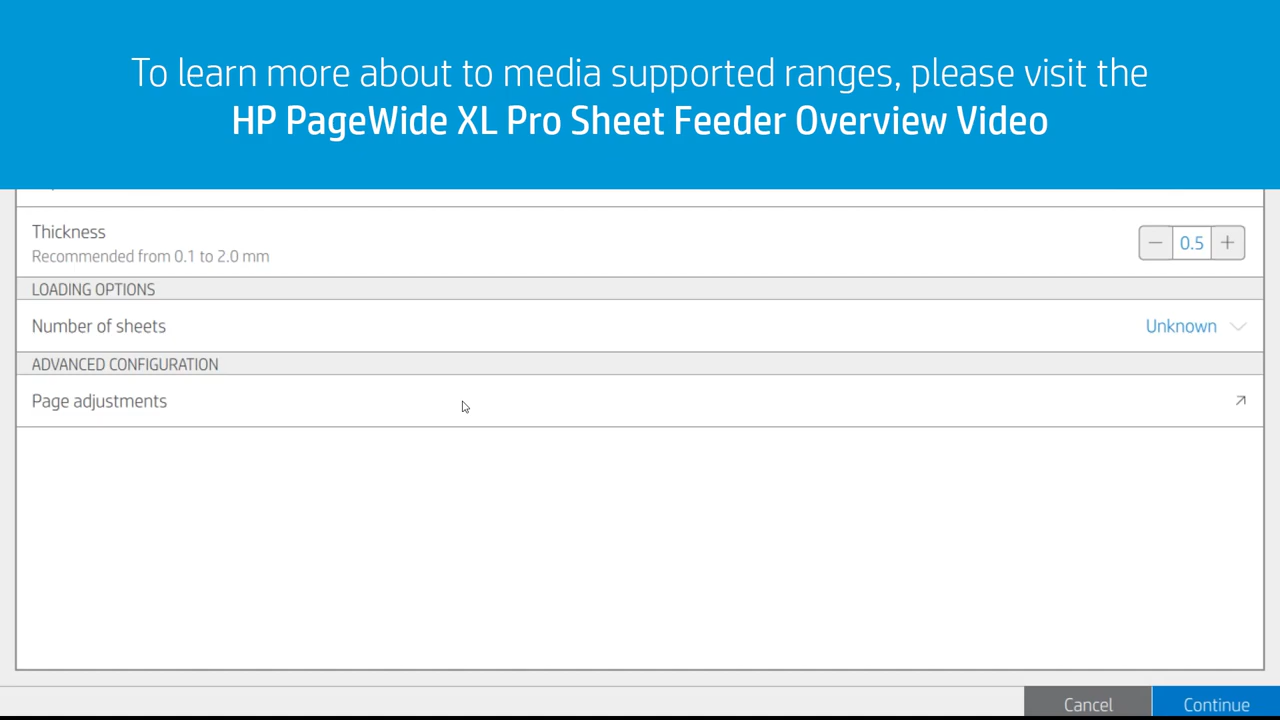 To learn more about to media supported ranges, please visit the
HP PageWide XL Pro Sheet Feeder Overview Video
Thickness
Recommended from 0.1 to 2.0 mm
− 0.5 +
LOADING OPTIONS
Number of sheets
Unknown
ADVANCED CONFIGURATION
Page adjustments
Cancel
Continue